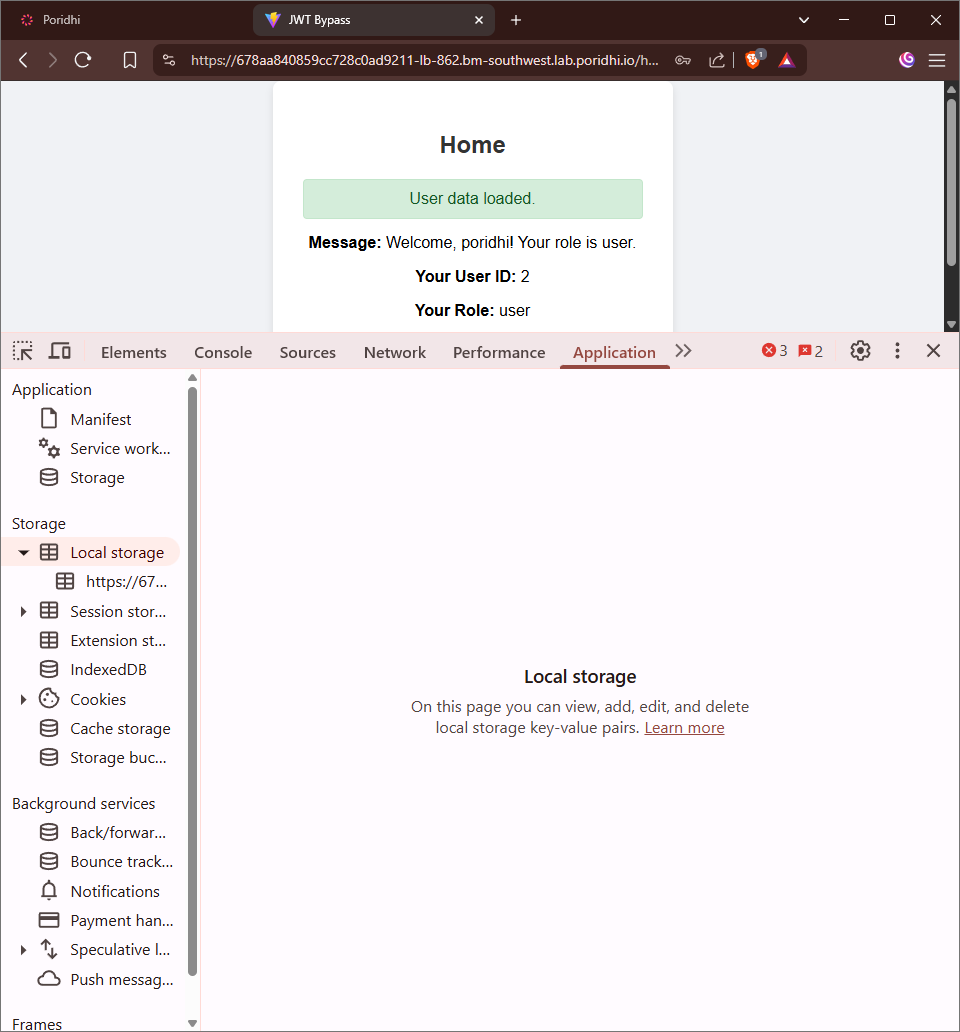 Poridhi
JWT Bypass
https://678aa840859cc728c0ad9211-lb-862.bm-southwest.lab.poridhi.io/h...
1
Home
User data loaded.
Message: Welcome, poridhi! Your role is user.
Your User ID: 2
Your Role: user
Elements Console Sources Network Performance Application 3 2
Application
Manifest
Service work...
Storage
Storage
Local storage
https://67...
Session stor...
Extension st...
IndexedDB
Cookies
Cache storage
Storage buc...
Local storage
On this page you can view, add, edit, and delete
local storage key-value pairs. Learn more
Background services
Back/forwar...
Bounce track...
Notifications
Payment han...
Speculative l...
Push messag...
Frames